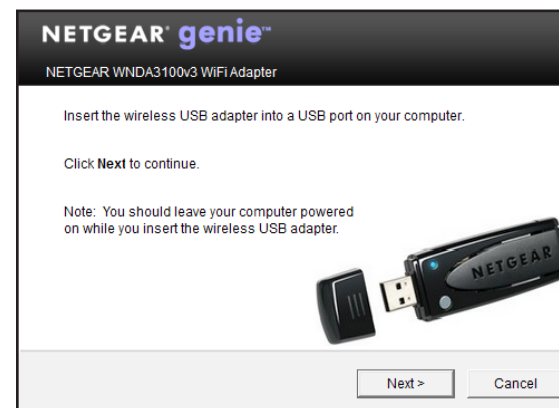 NETGEAR® genie™
NETGEAR WNDA3100v3 WiFi Adapter
Insert the wireless USB adapter into a USB port on your computer.
Click Next to continue.
Note: You should leave your computer powered
on while you insert the wireless USB adapter.
NETGEAR
Next >
Cancel